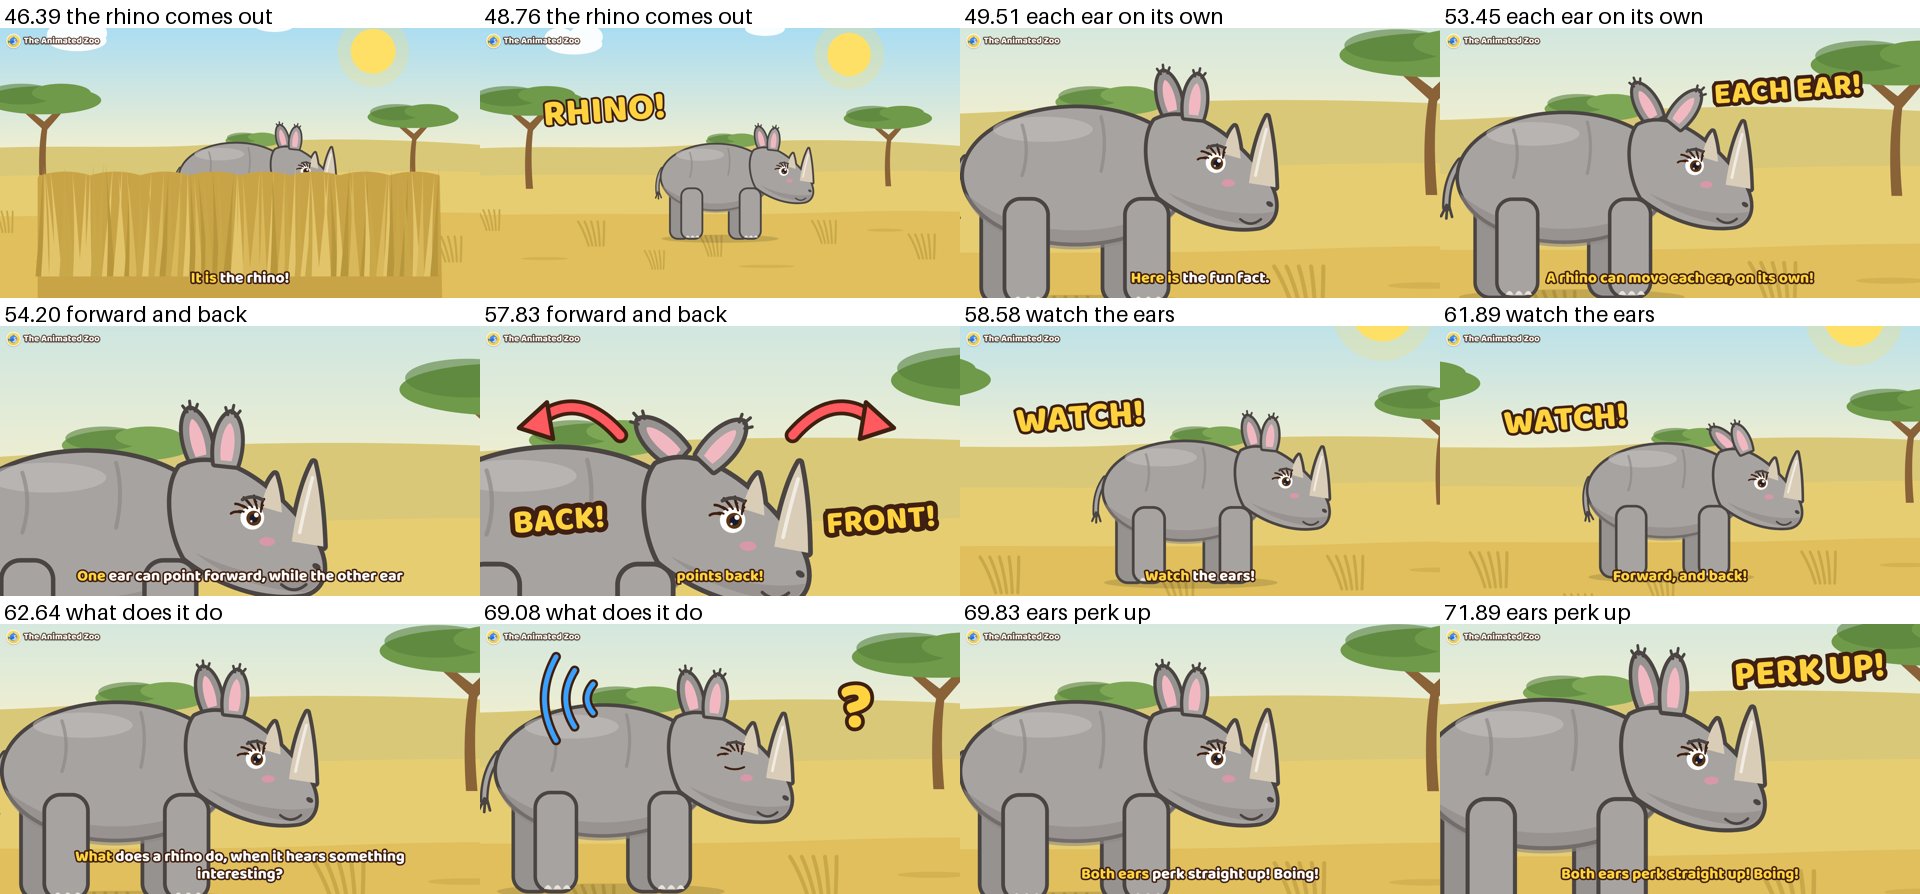 46.39 the rhino comes out
The Animated Zoo
It is the rhino!
48.76 the rhino comes out
The Animated Zoo
RHINO!
49.51 each ear on its own
The Animated Zoo
Here is the fun fact.
53.45 each ear on its own
The Animated Zoo
EACH EAR!
A rhino can move each ear, on its own!
54.20 forward and back
The Animated Zoo
One ear can point forward, while the other ear
57.83 forward and back
The Animated Zoo
BACK!
FRONT!
points back!
58.58 watch the ears
The Animated Zoo
WATCH!
Watch the ears!
61.89 watch the ears
The Animated Zoo
WATCH!
Forward, and back!
62.64 what does it do
The Animated Zoo
What does a rhino do, when it hears something
interesting?
69.08 what does it do
The Animated Zoo
?
69.83 ears perk up
The Animated Zoo
Both ears perk straight up! Boing!
71.89 ears perk up
The Animated Zoo
PERK UP!
Both ears perk straight up! Boing!